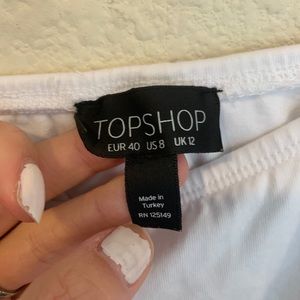 TOPSHOP
EUR 40 US 8 UK 12
Made in
Turkey
RN 125149